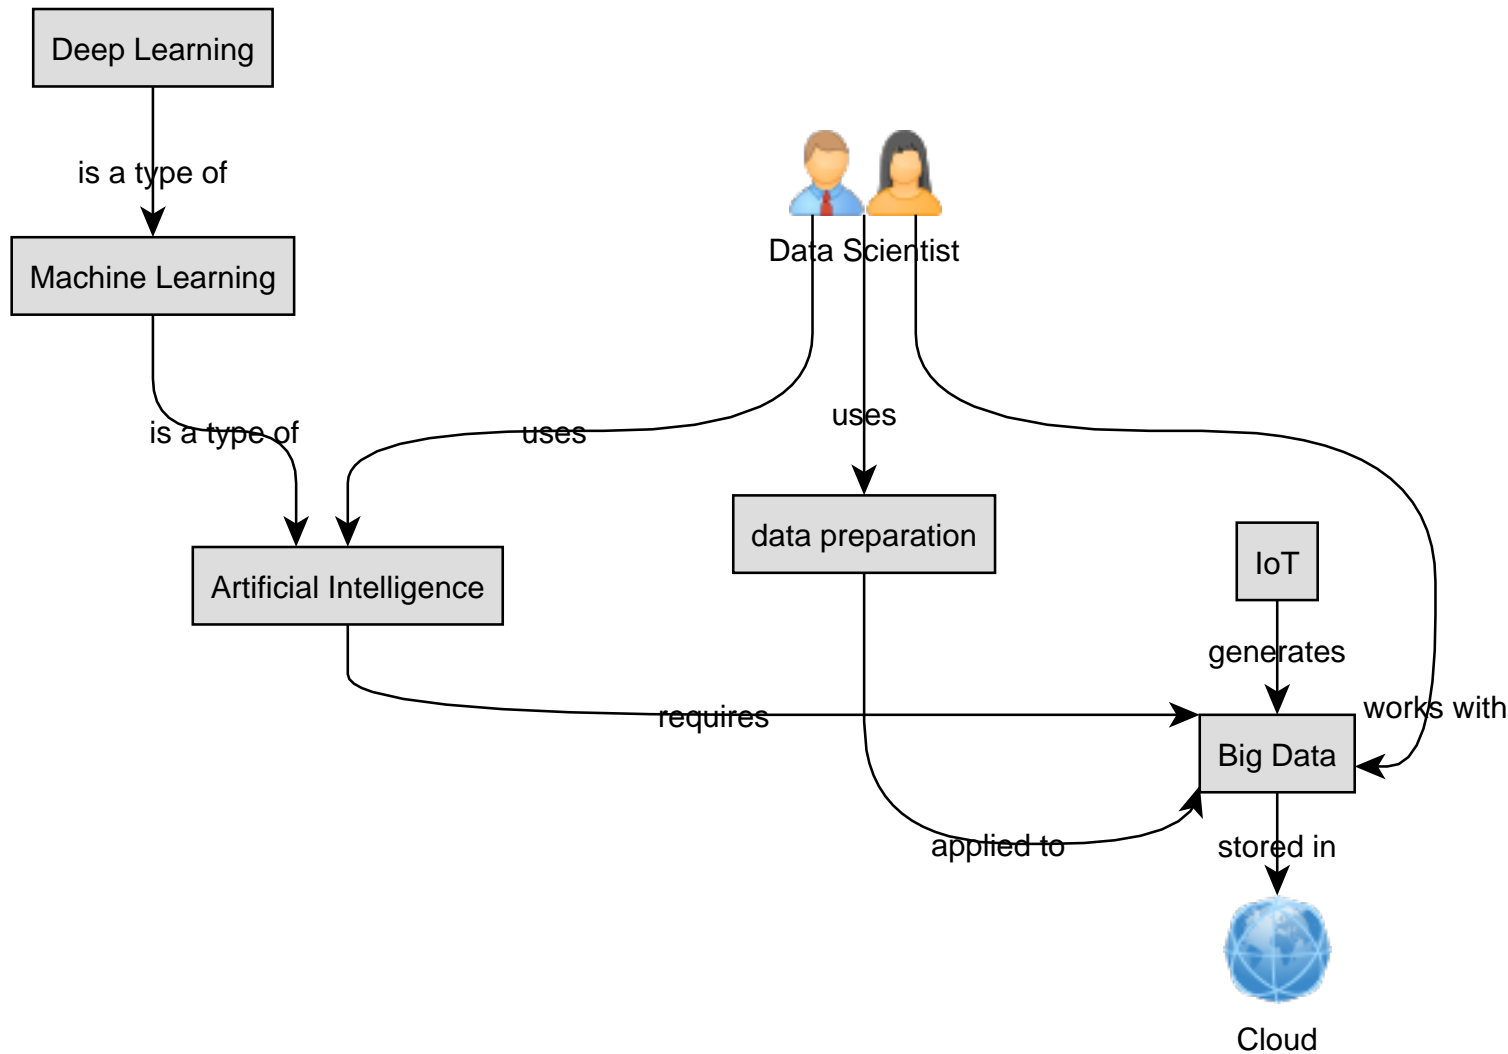 Deep Learning
is a type of
Data Scientist
Machine Learning
uses
is a type of
uses
data preparation
IoT
Artificial Intelligence
generates
works with
requires
Big Data
applied to
stored in
Cloud